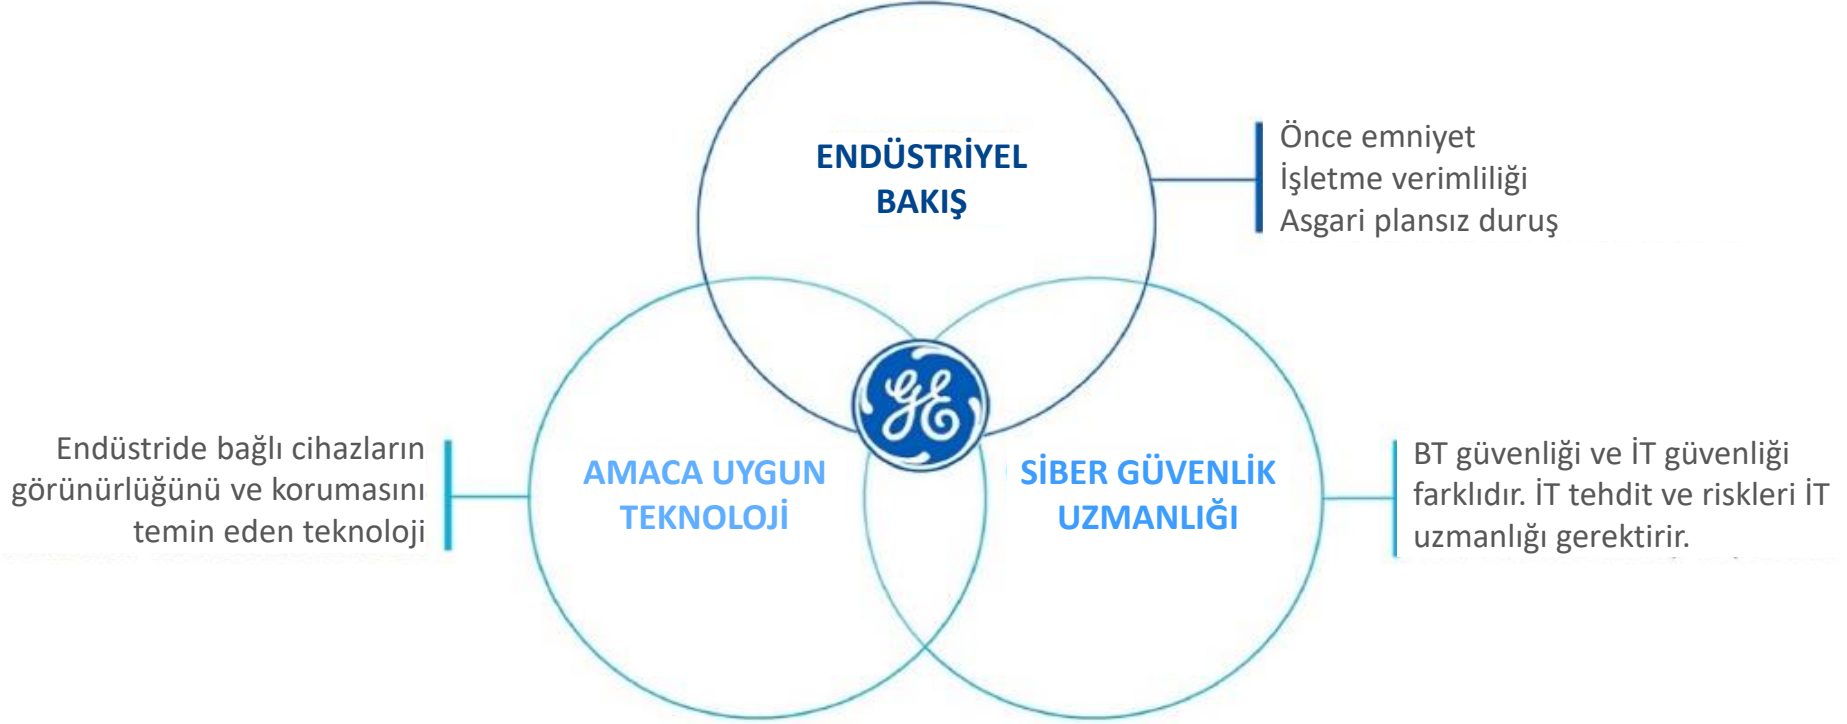 ENDÜSTRİYEL
BAKIŞ
Önce emniyet
İşletme verimliliği
Asgari plansız duruş
GE
Endüstride bağlı cihazların
görünürlüğünü ve korumasını
temin eden teknoloji
AMACA UYGUN
TEKNOLOJİ
SİBER GÜVENLİK
UZMANLIĞI
BT güvenliği ve İT güvenliği
farklıdır. İT tehdit ve riskleri İT
uzmanlığı gerektirir.